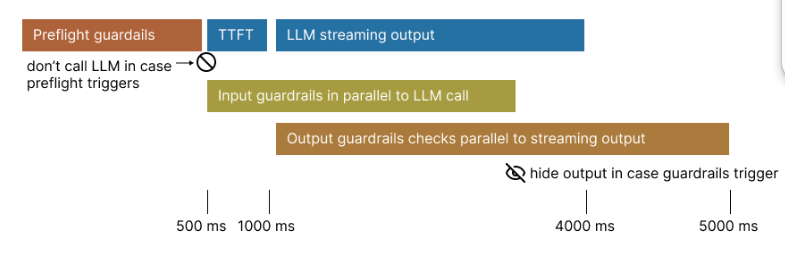 Preflight guardails
TTFT
LLM streaming output
don't call LLM in case
preflight triggers
Input guardrails in parallel to LLM call
Output guardrails checks parallel to streaming output
hide output in case guardrails trigger
500 ms
1000 ms
4000 ms
5000 ms